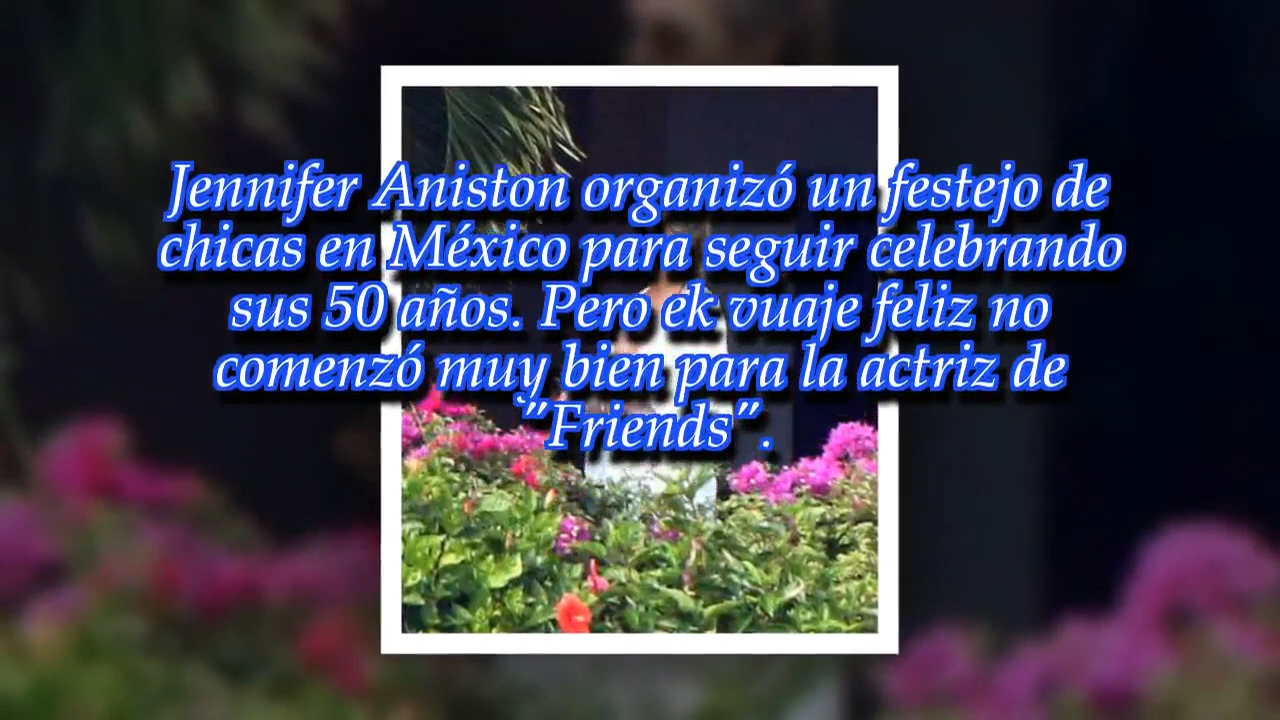 Jennifer Aniston organizó un festejo de
chicas en México para seguir celebrando
sus 50 años. Pero ek vuaje feliz no
comenzó muy bien para la actriz de
"Friends".